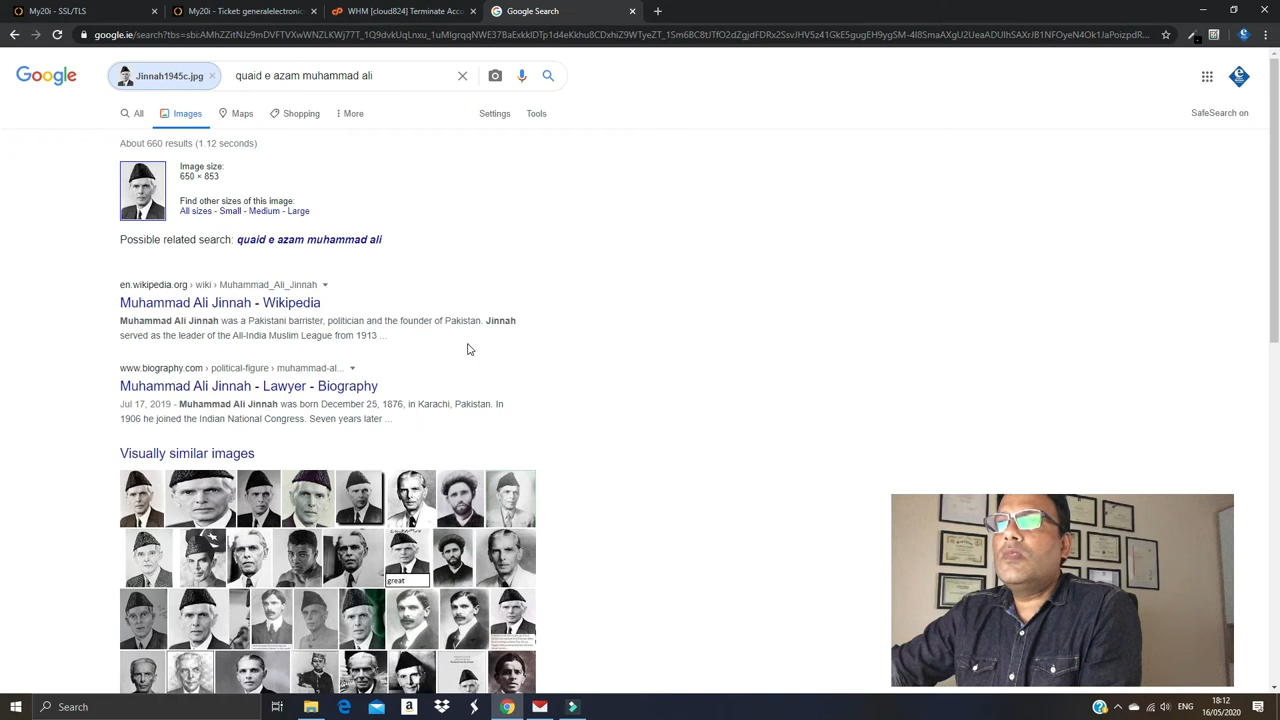 My20i - SSL/TLS
My20i - Ticket: elektronicminds
WHM [cloud824] Terminate Acco
Google Search
google.ie/search?tbs=
Google
Jinnah1945c.jpg
quaid e azam muhammad ali
All
Images
Maps
Shopping
More
Settings
Tools
SafeSearch on
About 660 results (1.12 seconds)
Image size:
650 × 853
Find other sizes of this image:
All sizes - Small - Medium - Large
Possible related search: quaid e azam muhammad ali
en.wikipedia.org › wiki › Muhammad_Ali_Jinnah
Muhammad Ali Jinnah - Wikipedia
Muhammad Ali Jinnah was a Pakistani barrister, politician and the founder of Pakistan. Jinnah
served as the leader of the All-India Muslim League from 1913 ...
www.biography.com › political-figure › muhammad-al...
Muhammad Ali Jinnah - Lawyer - Biography
Jul 17, 2019 - Muhammad Ali Jinnah was born December 25, 1876, in Karachi, Pakistan. In
1906 he joined the Indian National Congress. Seven years later ...
Visually similar images
great
Search
ENG
18:12
16/05/2020